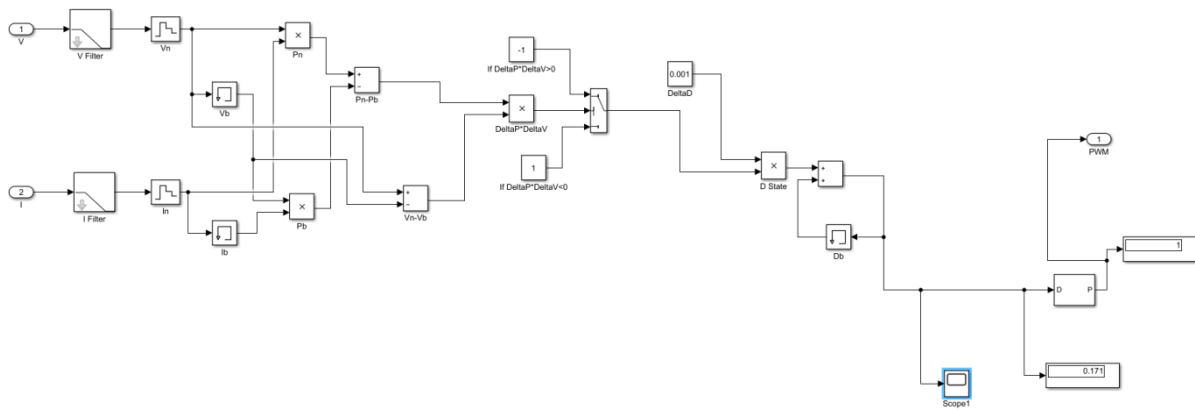 1
V
V Filter
Vn
×
Pn
-1
If DeltaP*DeltaV>0
0.001
DeltaD
+
−
Pn-Pb
Vb
×
DeltaP*DeltaV
1
PWM
1
If DeltaP*DeltaV<0
×
D State
+
+
2
I
I Filter
In
×
Pb
+
−
Vn-Vb
Ib
Db
1
D
P
0.171
Scope1